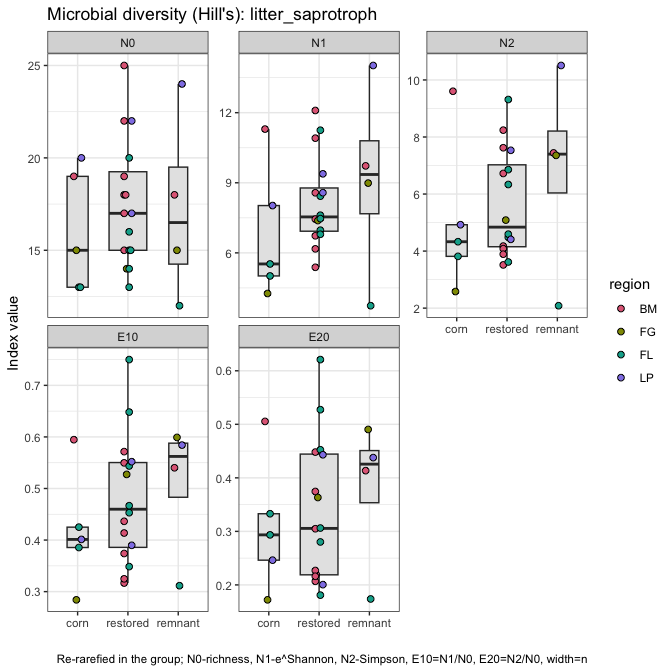 Microbial diversity (Hill's): litter_saprotroph
N0 N1 N2
25
20
15
12
9
6
10
8
6
4
2
corn restored remnant
Index value
region
BM
FG
FL
LP
E10 E20
0.7
0.6
0.5
0.4
0.3
0.6
0.5
0.4
0.3
0.2
corn restored remnant corn restored remnant
Re-rarefied in the group; N0-richness, N1-e^Shannon, N2-Simpson, E10=N1/N0, E20=N2/N0, width=n